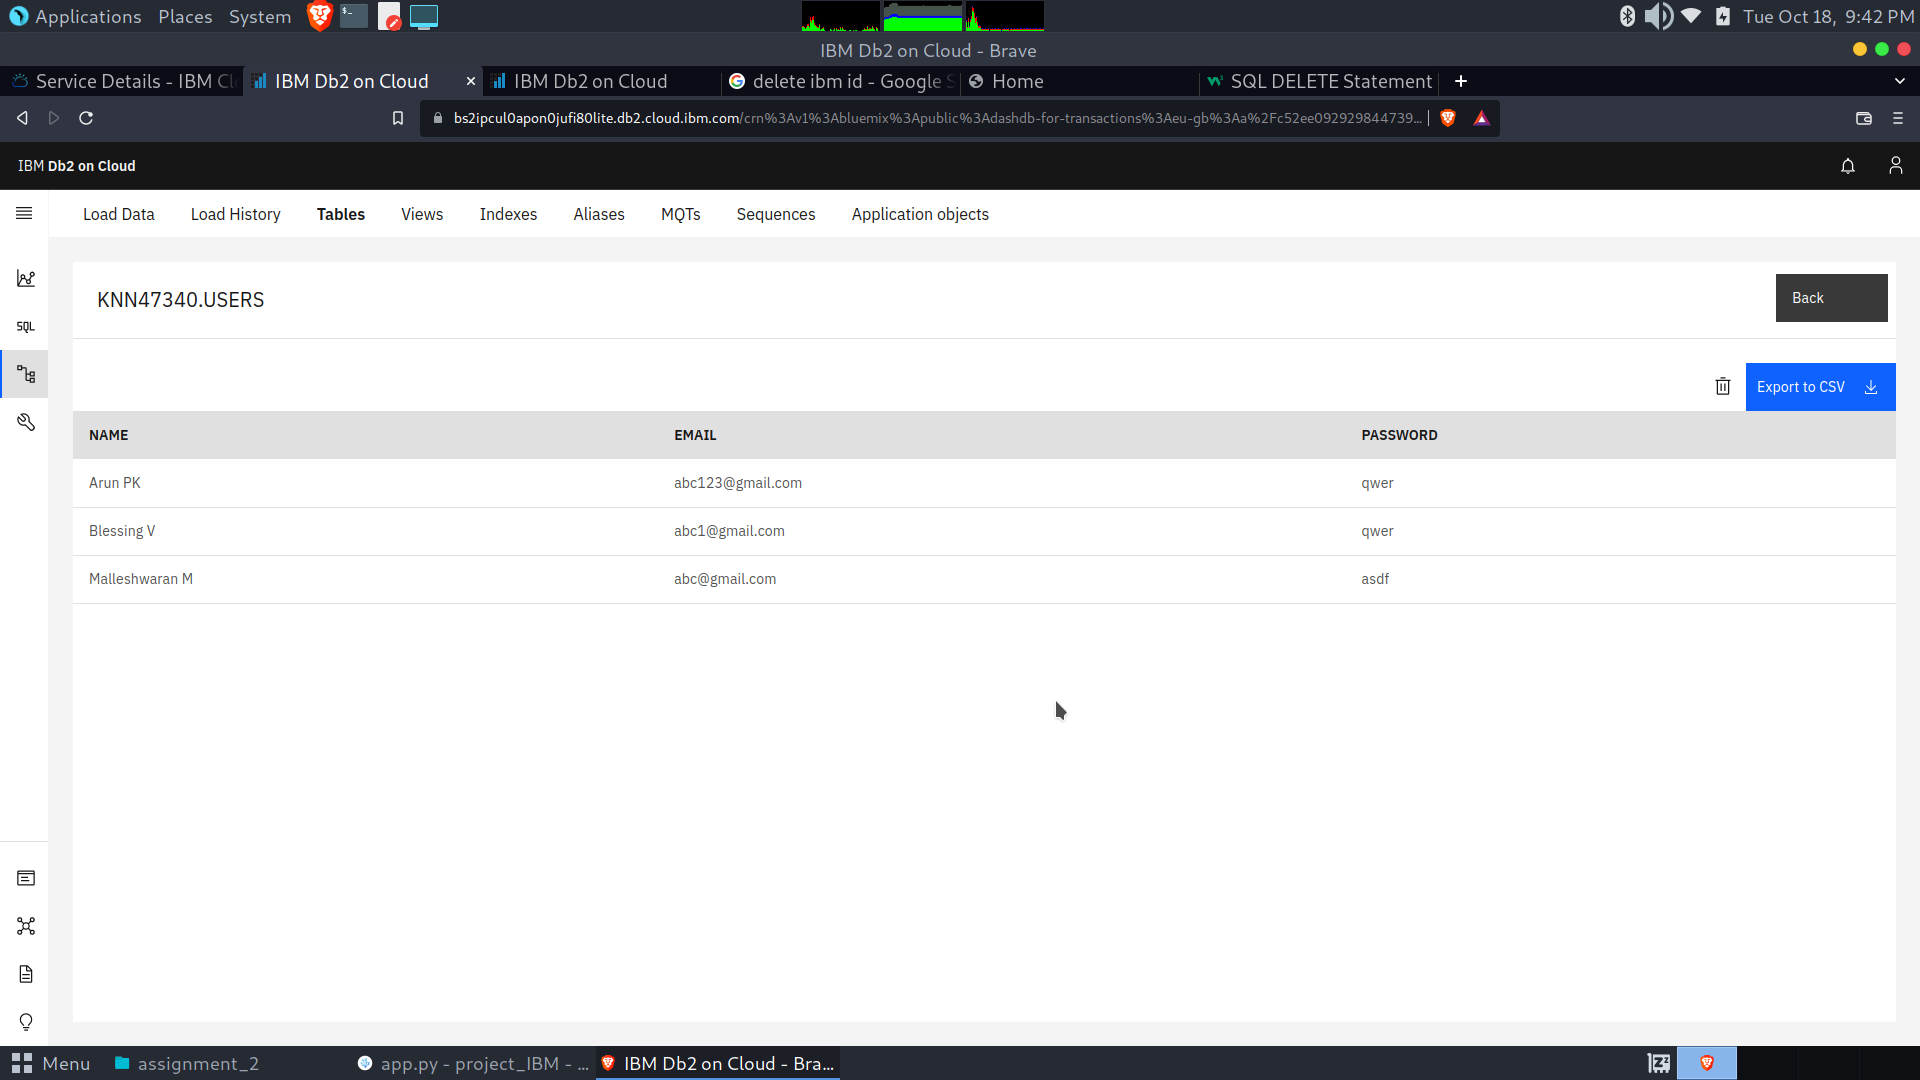 Applications Places System
Tue Oct 18, 9:42 PM
IBM Db2 on Cloud - Brave
Service Details - IBM Cl
IBM Db2 on Cloud
IBM Db2 on Cloud
delete ibm id - Google S
Home
SQL DELETE Statement
bs2ipcul0apon0jufi80lite.db2.cloud.ibm.com/crn%3Av1%3Abluemix%3Apublic%3Adashdb-for-transactions%3Aeu-gb%3Aa%2Fc52ee092929844739...
IBM Db2 on Cloud
Load Data Load History Tables Views Indexes Aliases MQTs Sequences Application objects
SQL
KNN47340.USERS
Back
Export to CSV
NAME EMAIL PASSWORD
Arun PK abc123@gmail.com qwer
Blessing V abc1@gmail.com qwer
Malleshwaran M abc@gmail.com asdf
Menu assignment_2 app.py - project_IBM - ... IBM Db2 on Cloud - Bra...